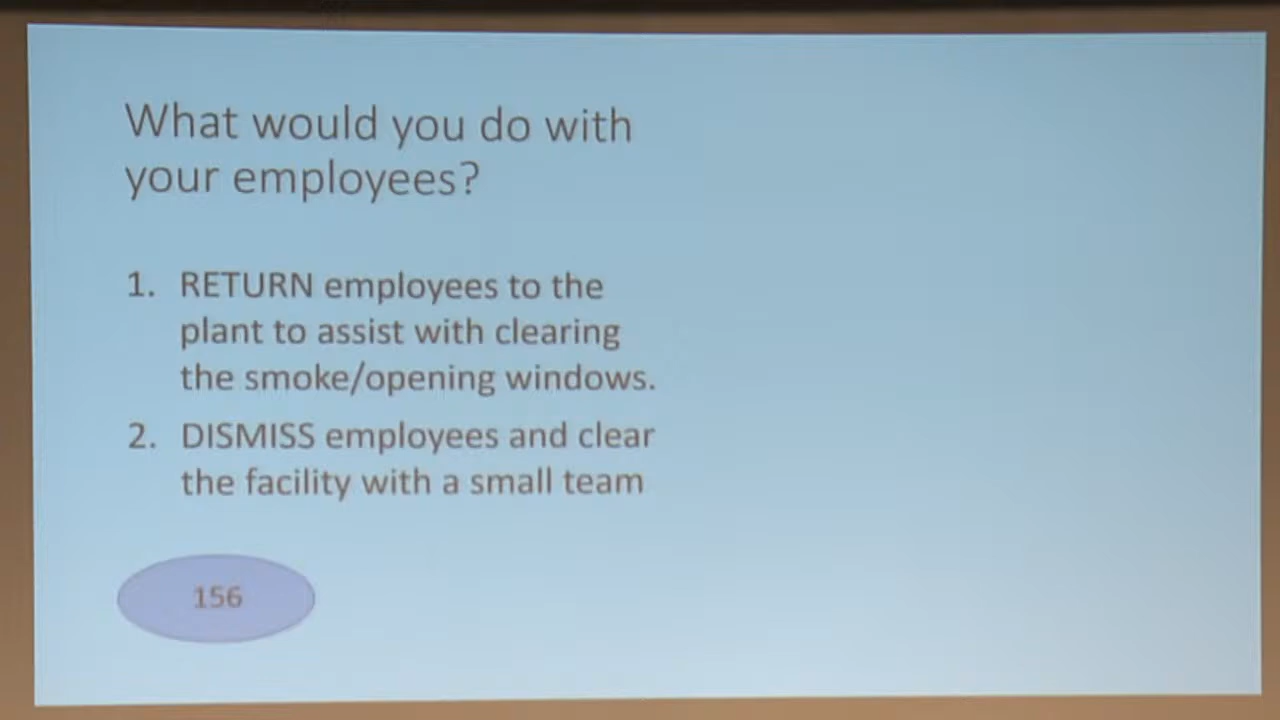 What would you do with
your employees?
1. RETURN employees to the
plant to assist with clearing
the smoke/opening windows.
2. DISMISS employees and clear
the facility with a small team
156